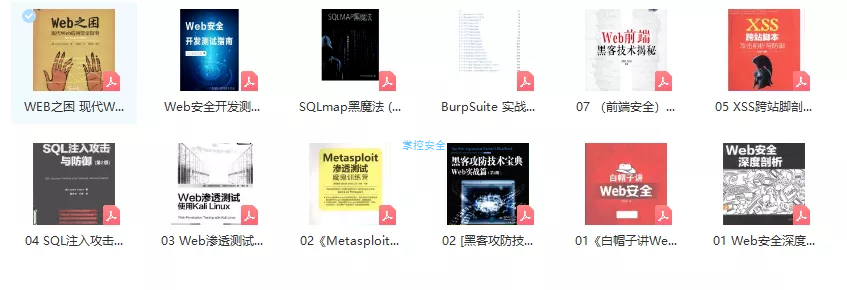 Web之困
现代Web应用安全指南
Web安全
开发测试指南
SQLMAP黑魔法
Web前端
黑客技术揭秘
XSS
跨站脚本
攻击剖析与防御
WEB之困 现代W...
Web安全开发测...
SQLmap黑魔法 (...
BurpSuite 实战...
07 （前端安全）...
05 XSS跨站脚剖...
掌控安全
SQL注入攻击
与防御 (第2版)
Web渗透测试
使用Kali Linux
Metasploit
渗透测试
魔鬼训练营
黑客攻防技术宝典
Web实战篇
白帽子讲
Web安全
Web安全
深度剖析
04 SQL注入攻击...
03 Web渗透测试...
02《Metasploit...
02 [黑客攻防技...
01《白帽子讲We...
01 Web安全深度...